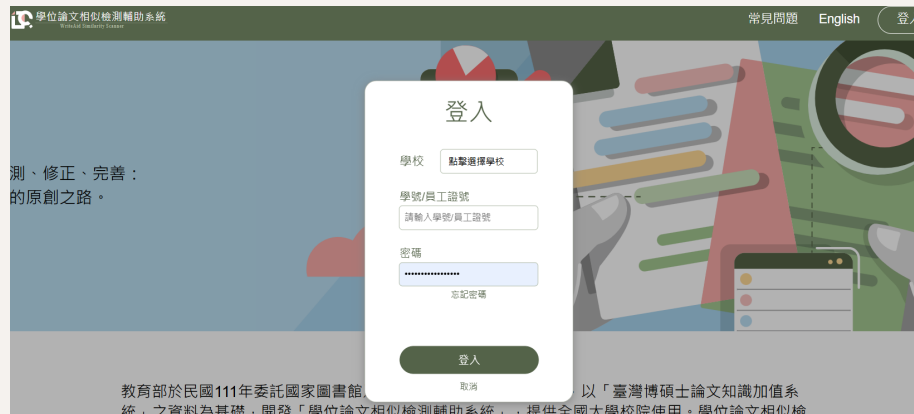 學位論文相似檢測輔助系統
WriteAid Similarity Scanner
常見問題 English 登入
登入
學校 點擊選擇學校
測、修正、完善：
的原創之路。
學號/員工證號
請輸入學號/員工證號
密碼
••••••••••••••••
忘記密碼
登入
取消
教育部於民國111年委託國家圖書館
以「臺灣博碩士論文知識加值系
統」之資料為基礎，開發「學位論文相似檢測輔助系統」，提供全國大學校院使用。學位論文相似檢